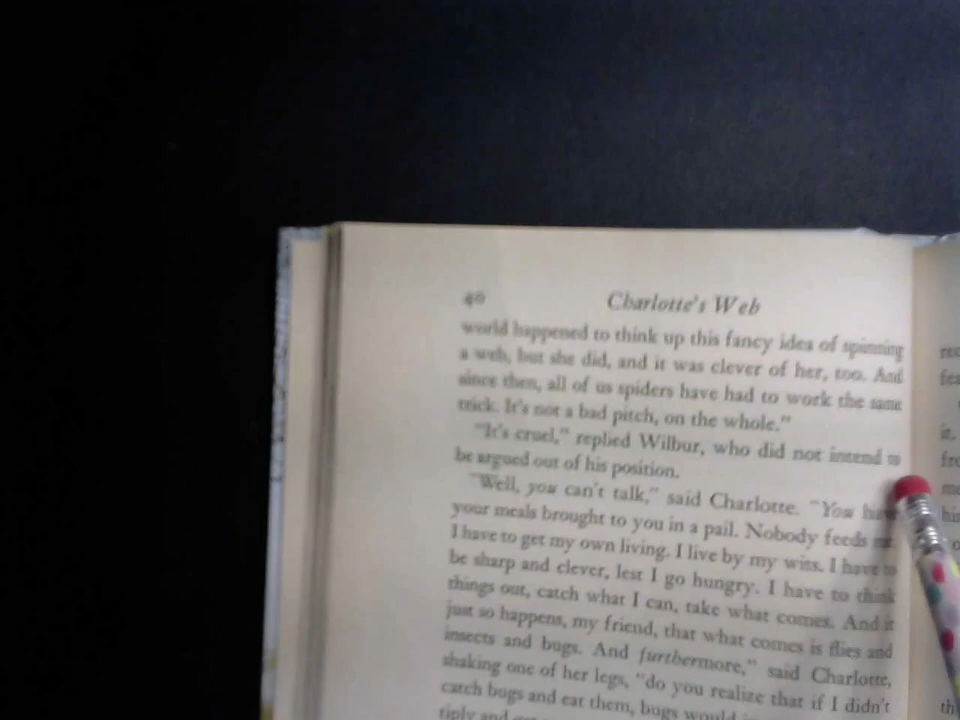 40 Charlotte's Web
world happened to think up this fancy idea of spinning
a web, but she did, and it was clever of her, too. And
since then, all of us spiders have had to work the same
trick. It's not a bad pitch, on the whole."
"It's cruel," replied Wilbur, who did not intend to
be argued out of his position.
"Well, you can't talk," said Charlotte. "You have
your meals brought to you in a pail. Nobody feeds me.
I have to get my own living. I live by my wits. I have to
be sharp and clever, lest I go hungry. I have to think
things out, catch what I can, take what comes. And it
just so happens, my friend, that what comes is flies and
insects and bugs. And furthermore," said Charlotte,
shaking one of her legs, "do you realize that if I didn't
catch bugs and eat them, bugs would
tiply and
it.